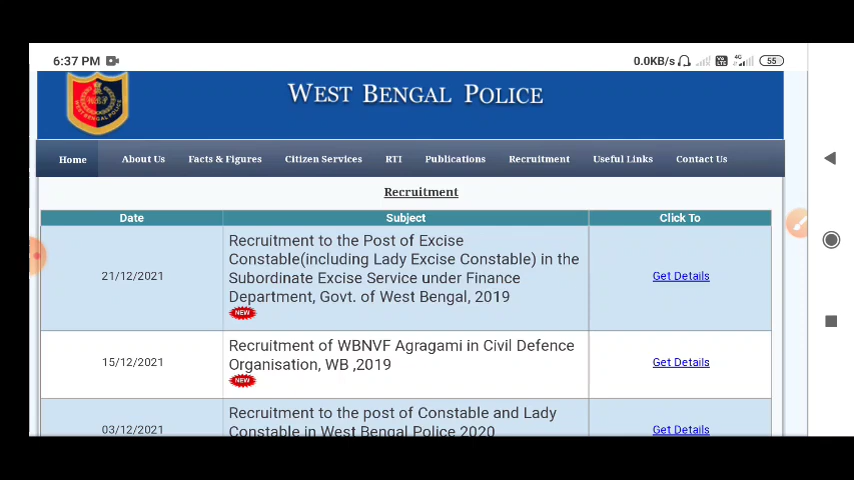 6:37 PM
0.0KB/s
4G
55
WEST BENGAL POLICE
Home About Us Facts & Figures Citizen Services RTI Publications Recruitment Useful Links Contact Us
Recruitment
Date Subject Click To
21/12/2021
Recruitment to the Post of Excise
Constable(including Lady Excise Constable) in the
Subordinate Excise Service under Finance
Department, Govt. of West Bengal, 2019
NEW
Get Details
15/12/2021
Recruitment of WBNVF Agragami in Civil Defence
Organisation, WB ,2019
NEW
Get Details
03/12/2021
Recruitment to the post of Constable and Lady
Constable in West Bengal Police 2020
Get Details